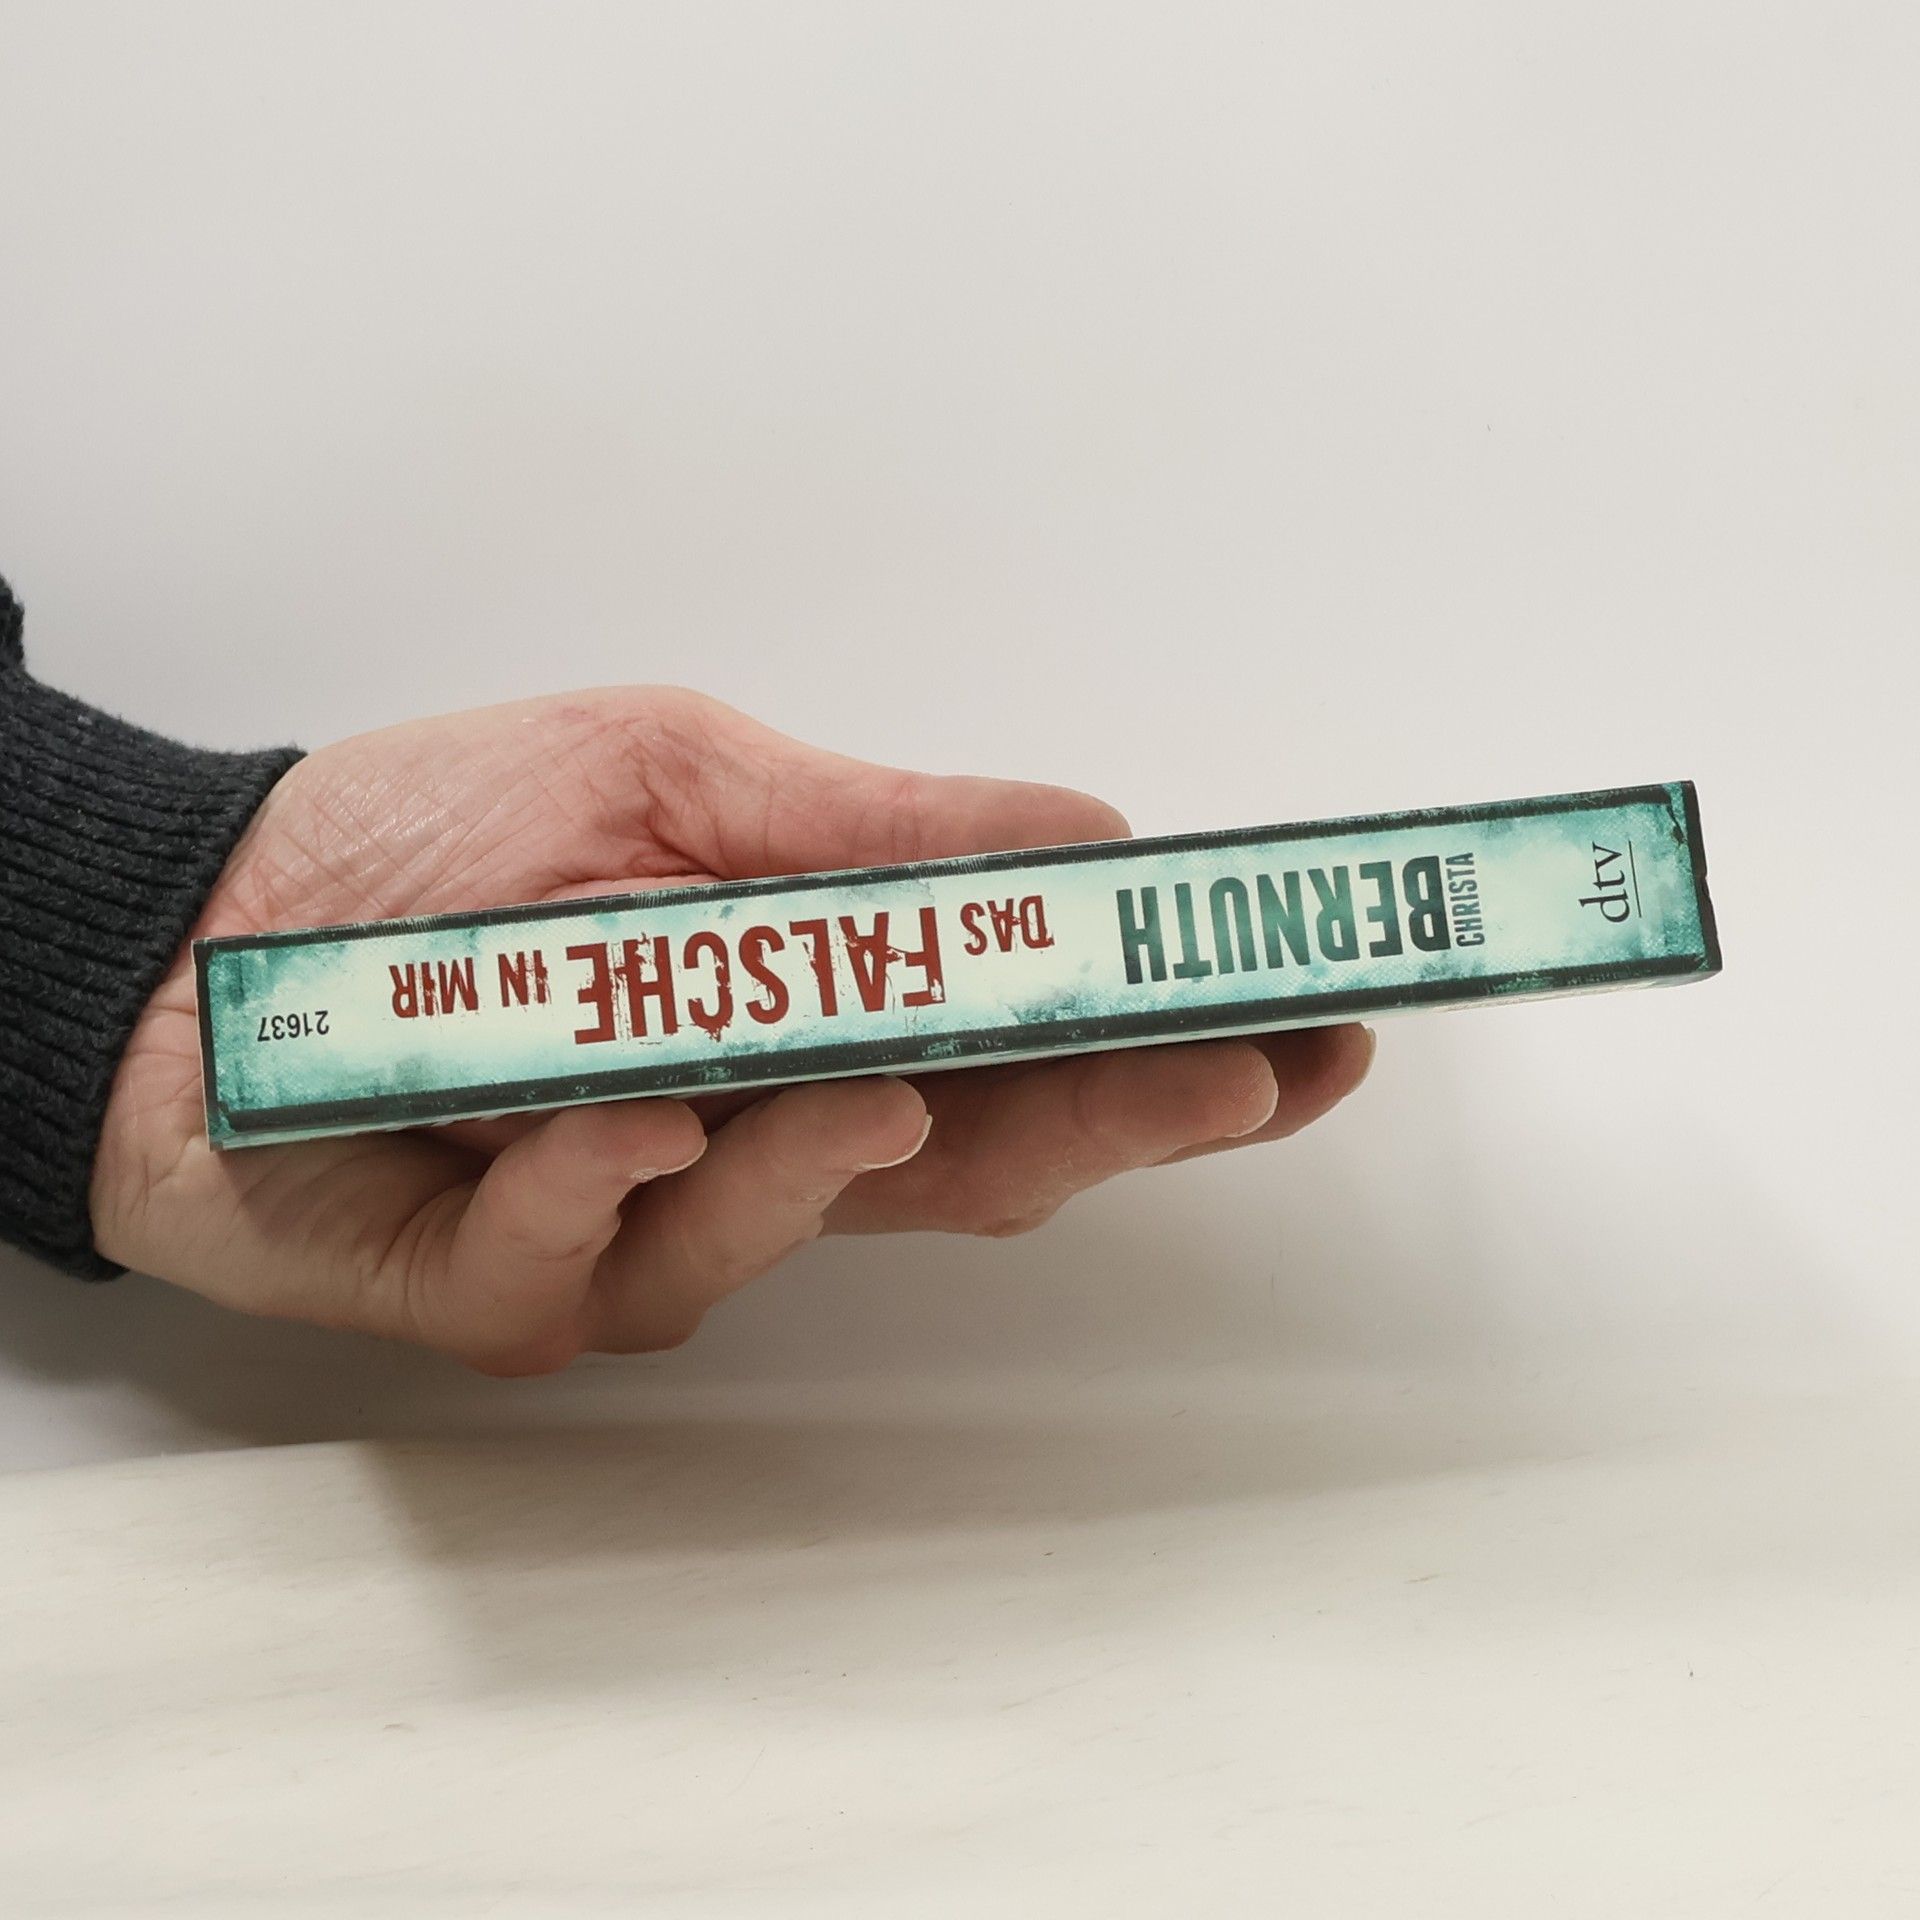 dtv
CHRISTA
BERNUTH
DAS FALSCHE IN MIR
21637